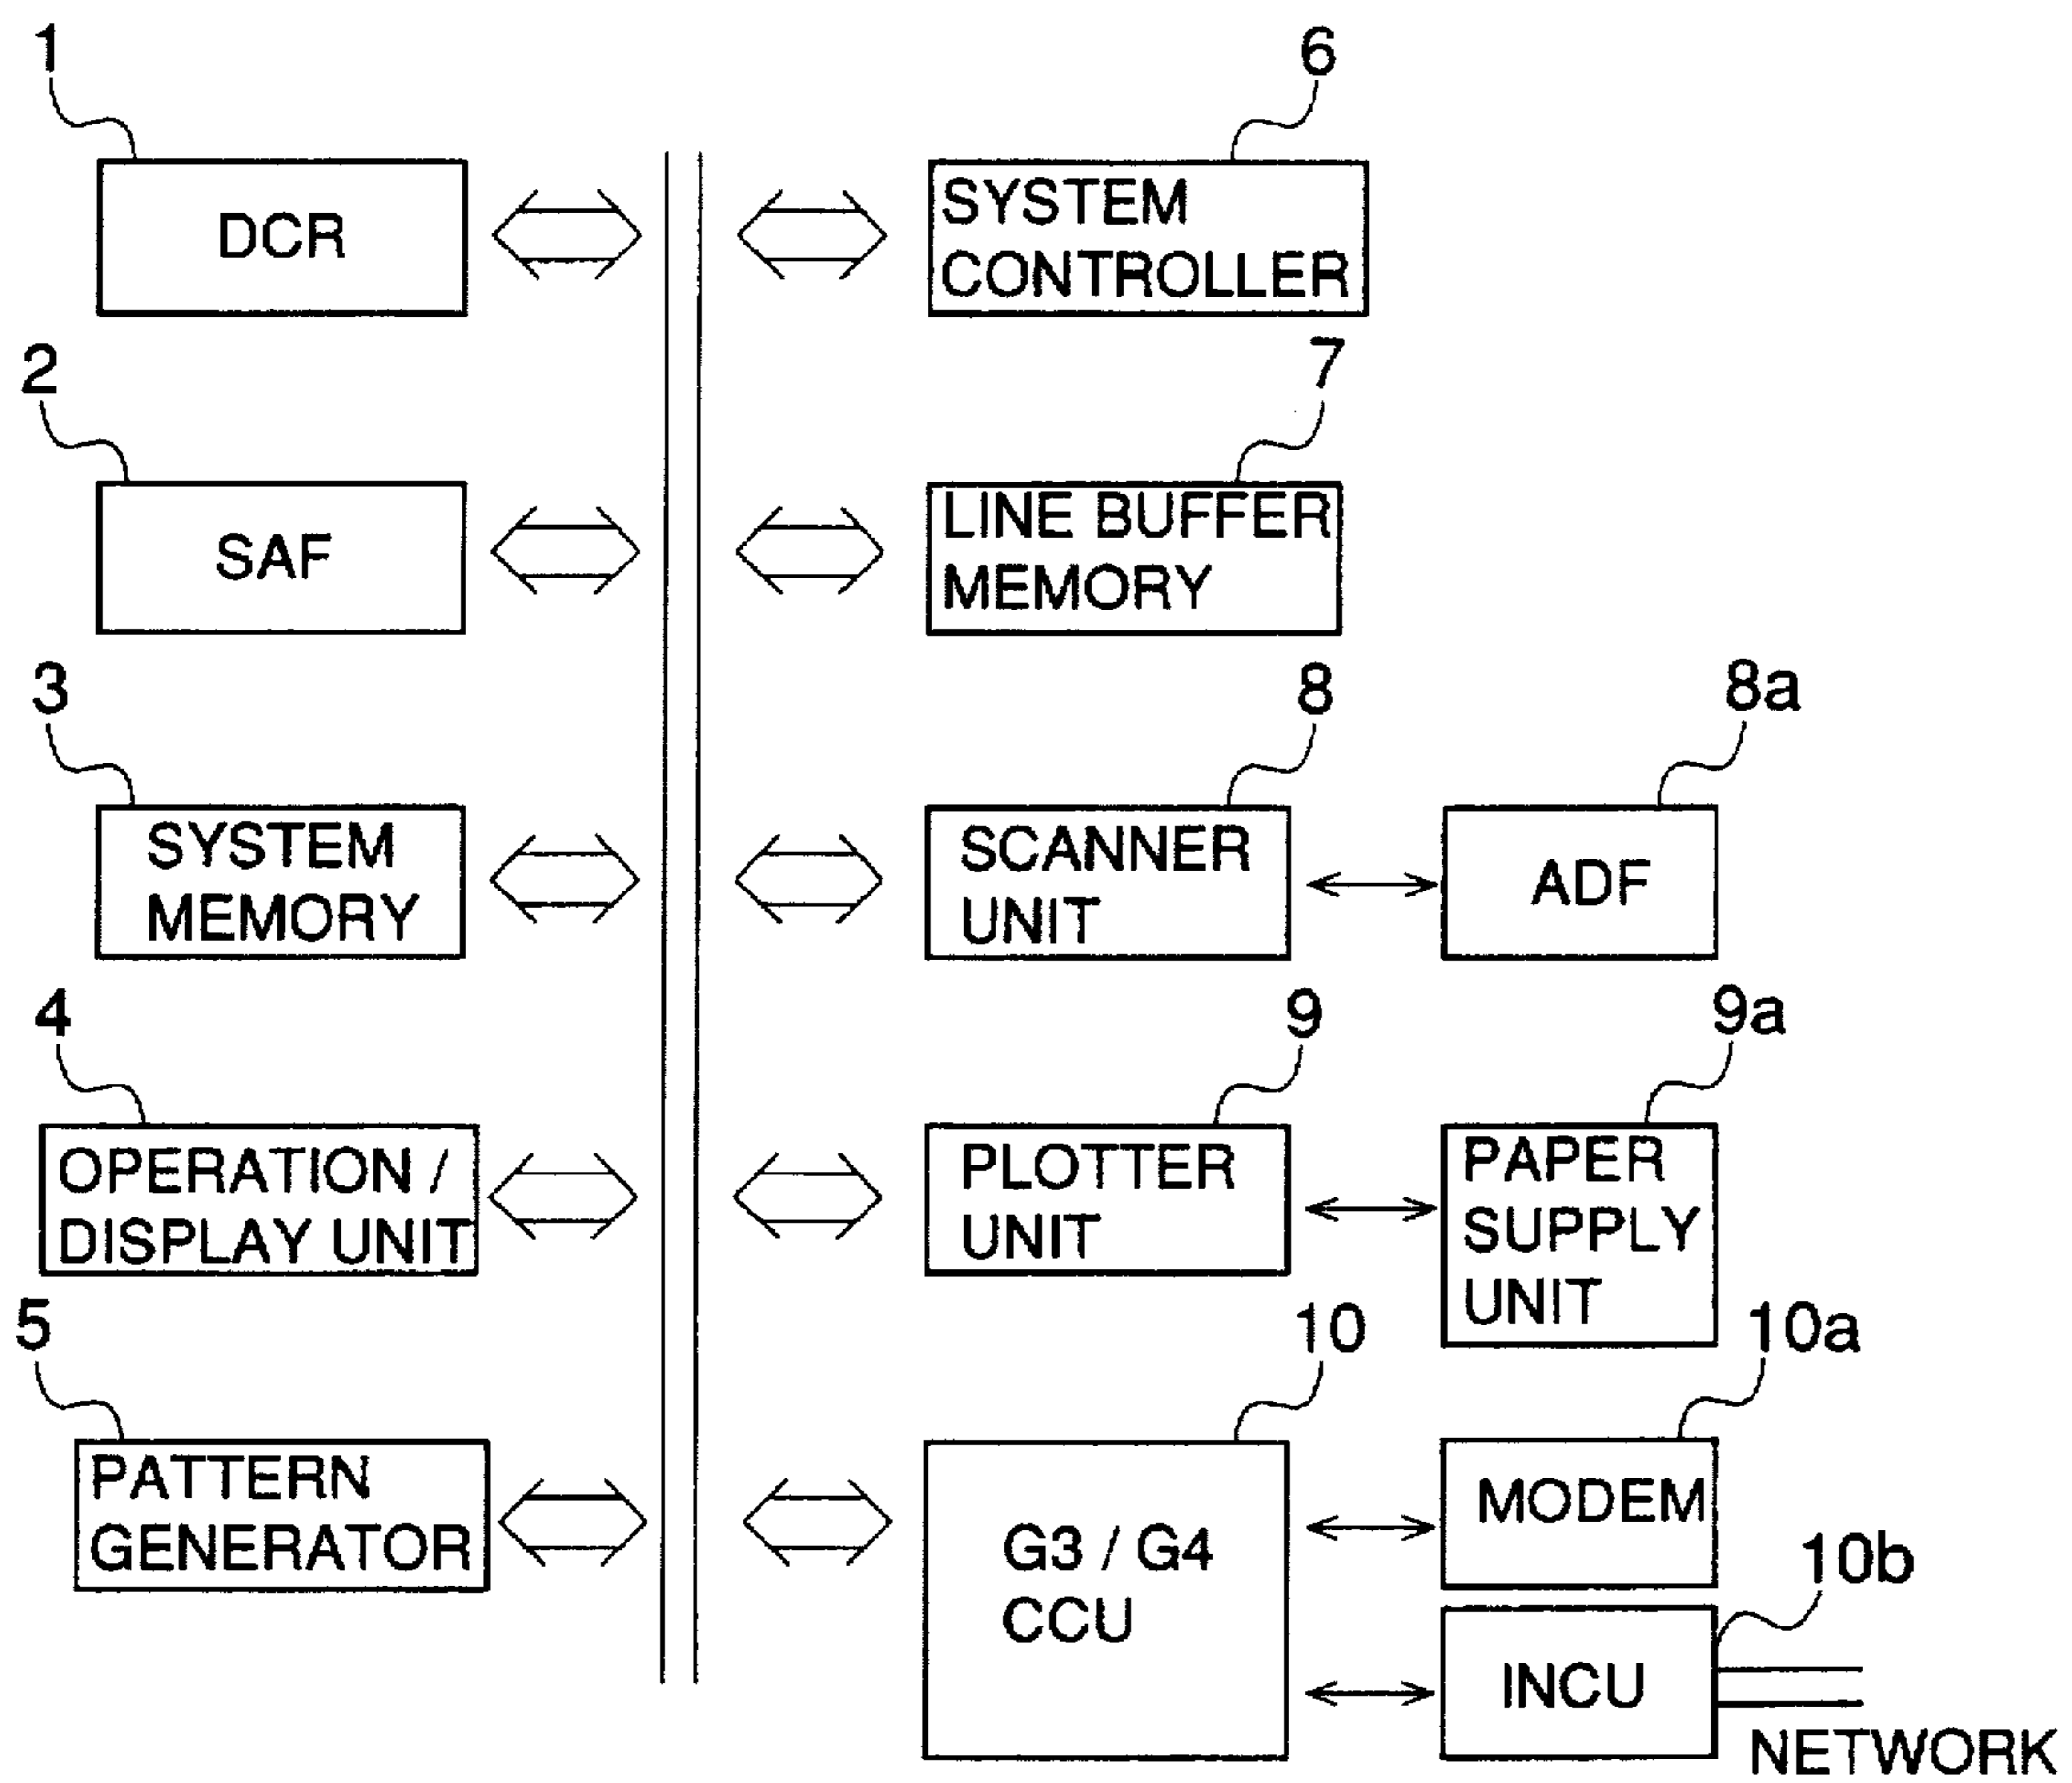 1
DCR
2
SAF
3
SYSTEM
MEMORY
4
OPERATION /
DISPLAY UNIT
5
PATTERN
GENERATOR
6
SYSTEM
CONTROLLER
7
LINE BUFFER
MEMORY
8
SCANNER
UNIT
8a
ADF
9
PLOTTER
UNIT
9a
PAPER
SUPPLY
UNIT
10
G3 / G4
CCU
10a
MODEM
10b
INCU
NETWORK